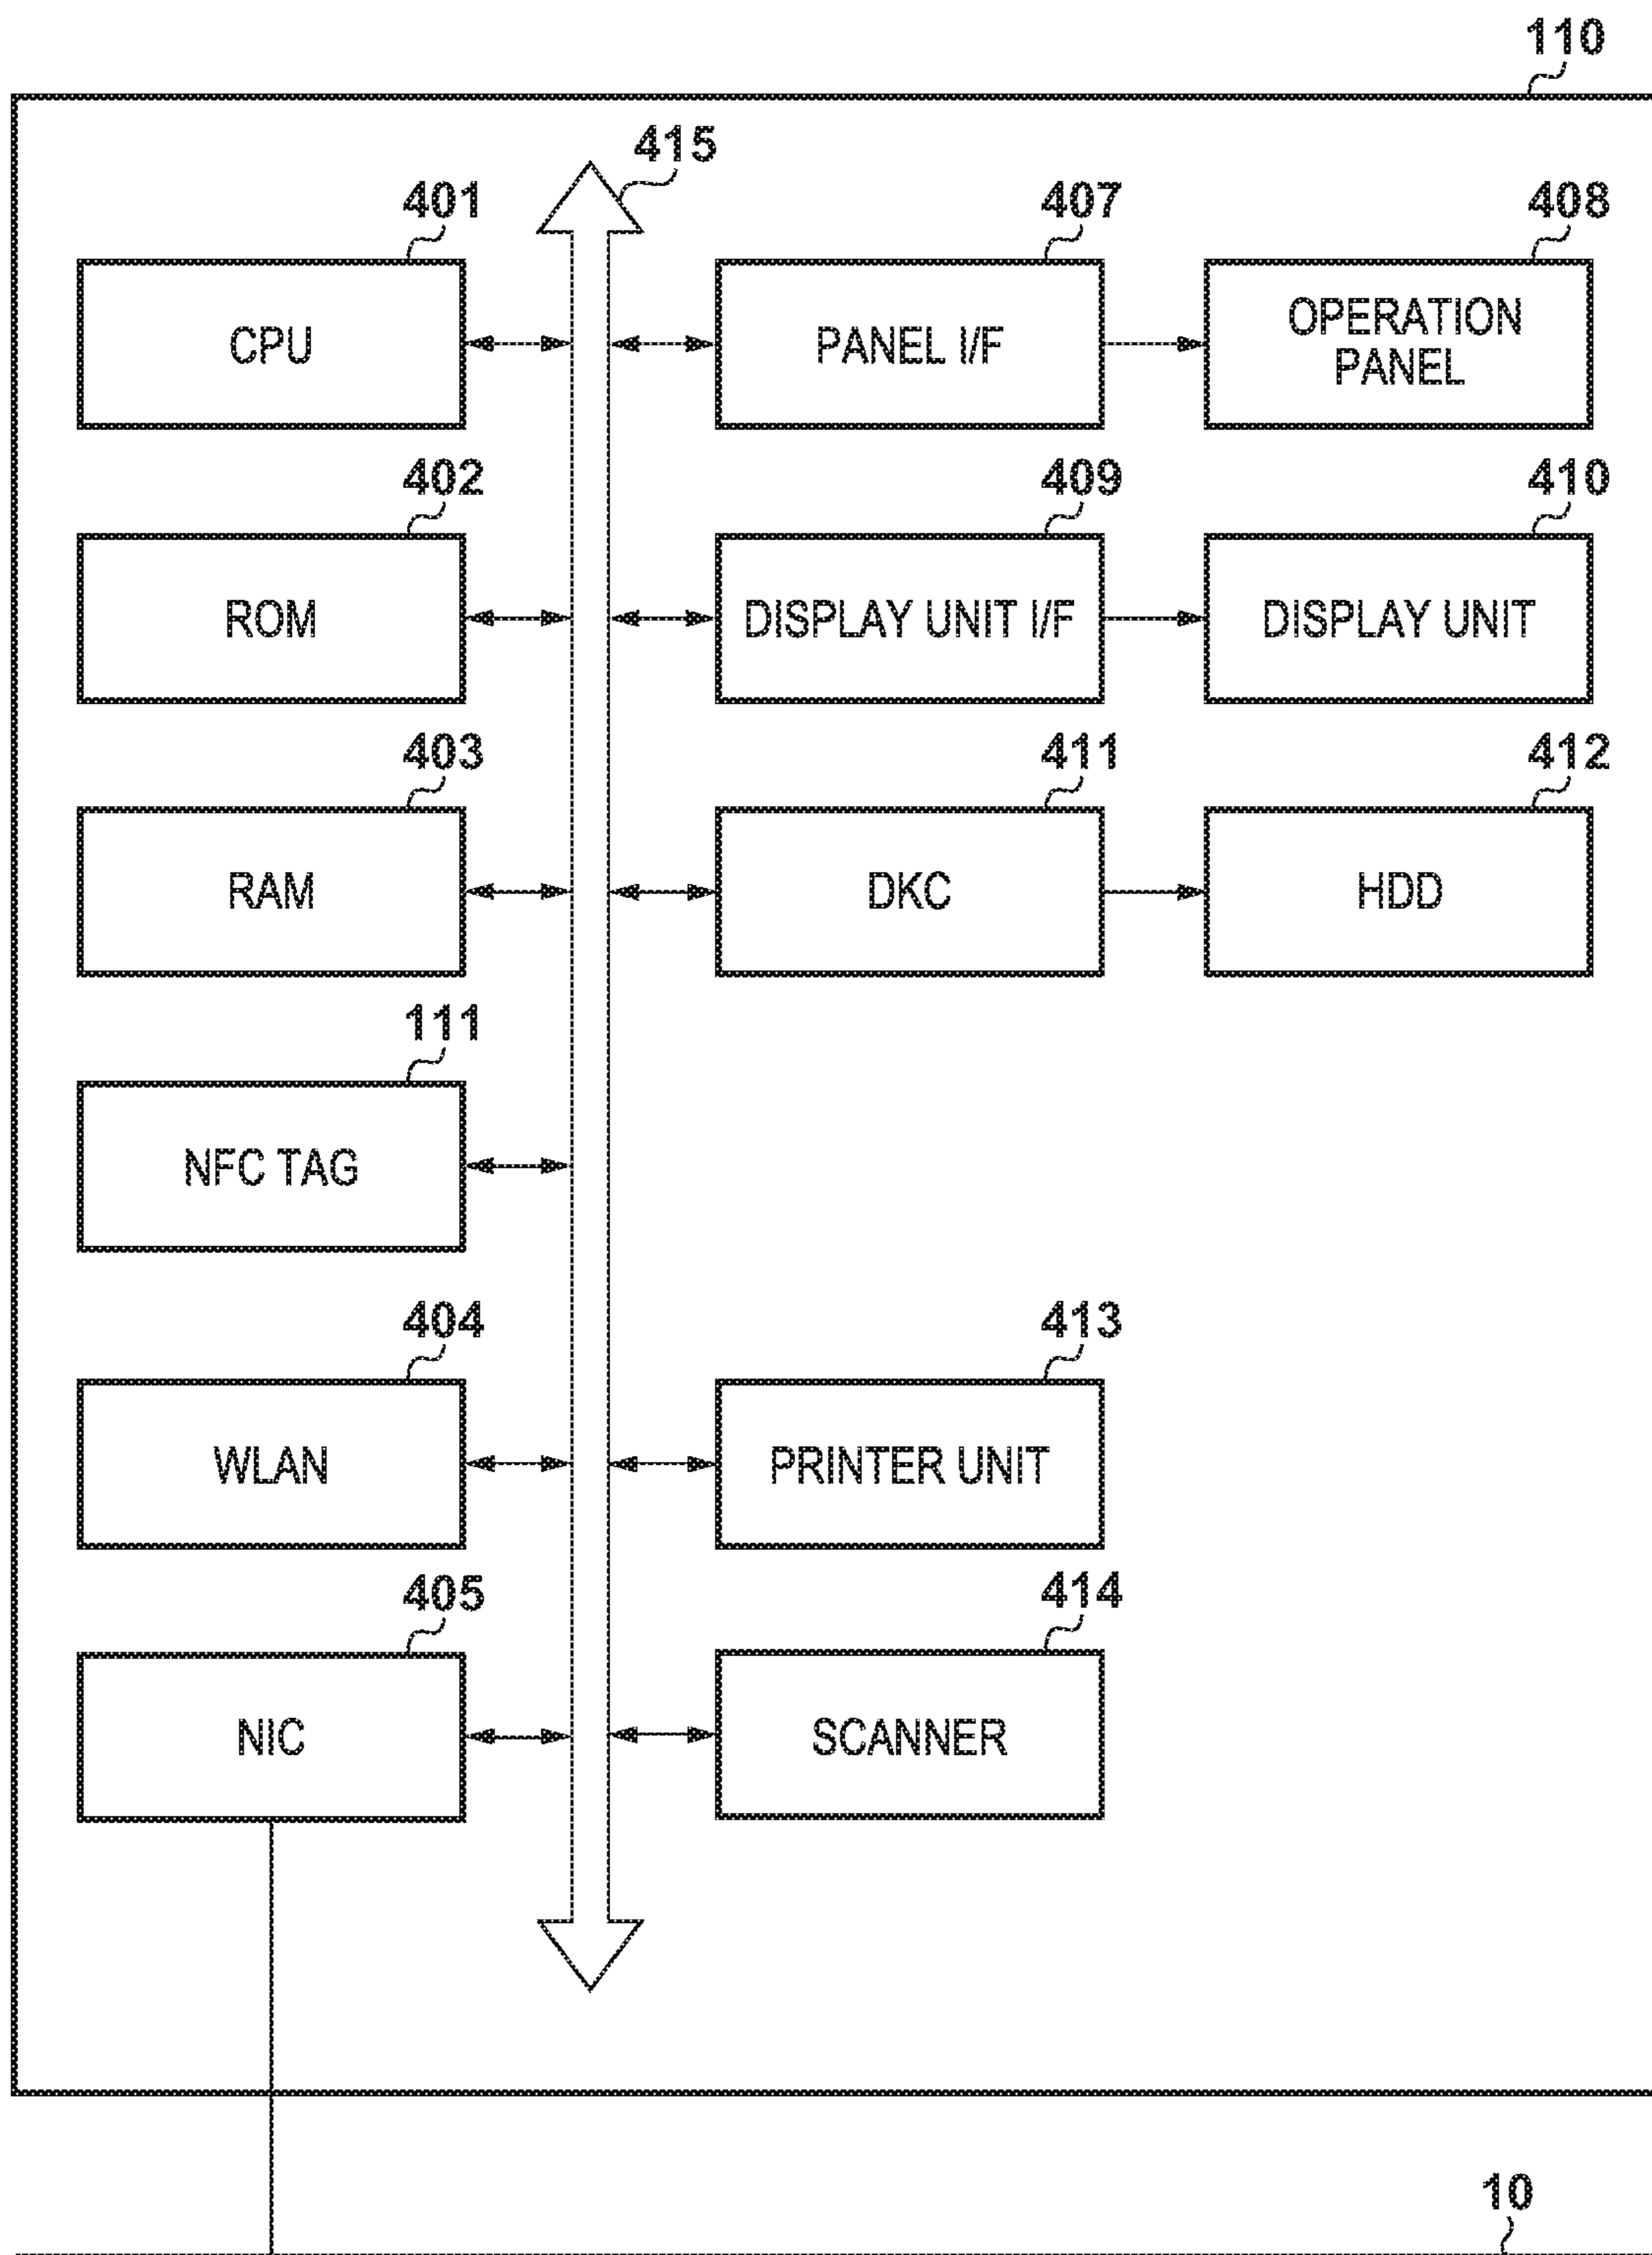 110
415
401
407
408
CPU
PANEL I/F
OPERATION
PANEL
402
409
410
ROM
DISPLAY UNIT I/F
DISPLAY UNIT
403
411
412
RAM
DKC
HDD
111
NFC TAG
404
413
WLAN
PRINTER UNIT
405
414
NIC
SCANNER
10